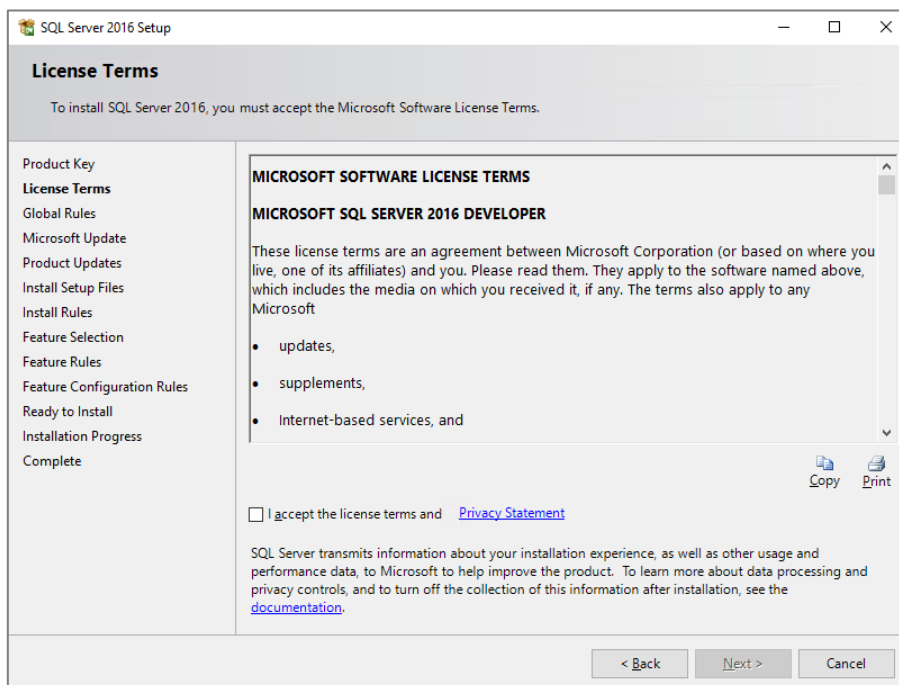 SQL Server 2016 Setup
License Terms
To install SQL Server 2016, you must accept the Microsoft Software License Terms.
Product Key
License Terms
Global Rules
Microsoft Update
Product Updates
Install Setup Files
Install Rules
Feature Selection
Feature Rules
Feature Configuration Rules
Ready to Install
Installation Progress
Complete
MICROSOFT SOFTWARE LICENSE TERMS
MICROSOFT SQL SERVER 2016 DEVELOPER
These license terms are an agreement between Microsoft Corporation (or based on where you
live, one of its affiliates) and you. Please read them. They apply to the software named above,
which includes the media on which you received it, if any. The terms also apply to any
Microsoft
• updates,
• supplements,
• Internet-based services, and
Copy Print
I accept the license terms and Privacy Statement
SQL Server transmits information about your installation experience, as well as other usage and
performance data, to Microsoft to help improve the product. To learn more about data processing and
privacy controls, and to turn off the collection of this information after installation, see the
documentation.
< Back Next > Cancel